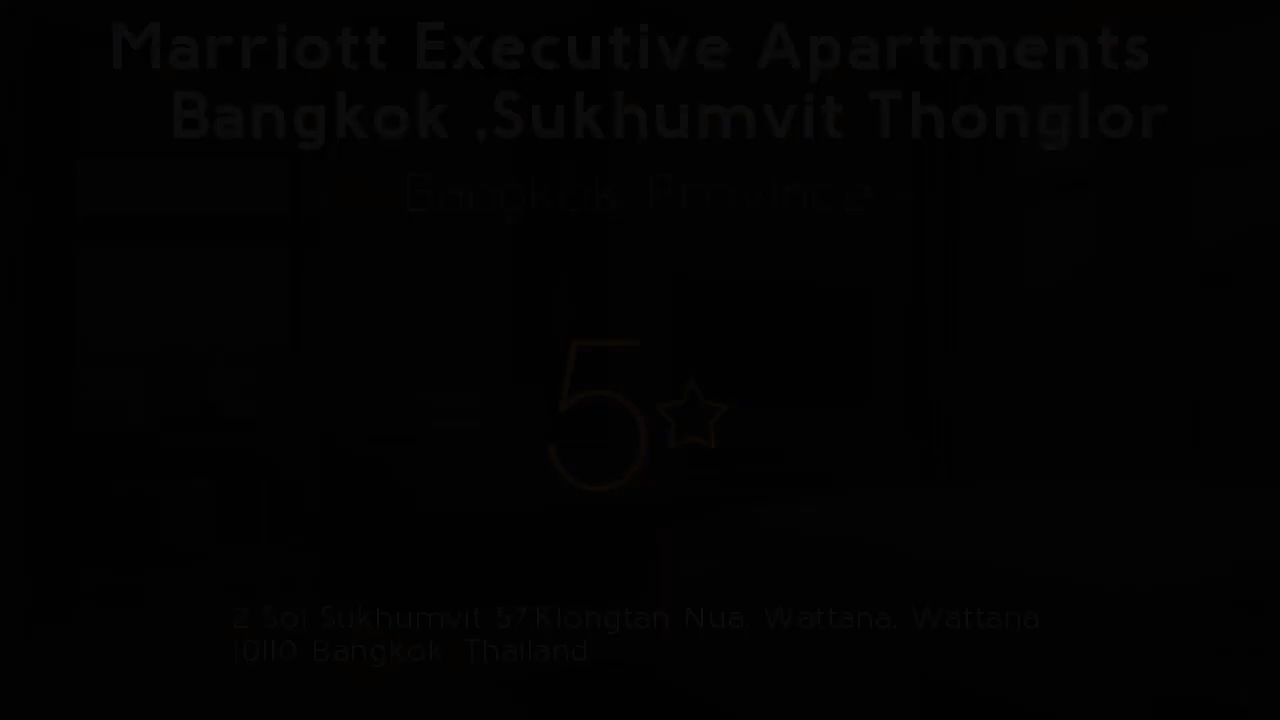 Marriott Executive Apartments
Bangkok ,Sukhumvit Thonglor
Bangkok Province
5
2 Soi Sukhumvit 57 Klongtan Nua, Wattana, Wattana
10110 Bangkok, Thailand